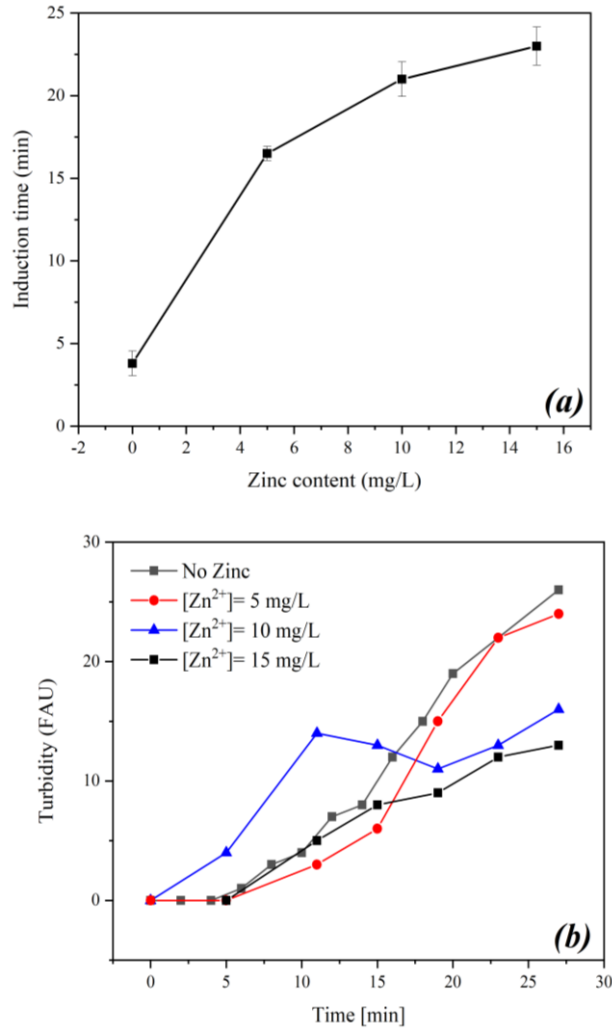 25
20
15
10
5
0
Induction time (min)
-2 0 2 4 6 8 10 12 14 16
Zinc content (mg/L)
(a)
30
20
10
0
Turbidity (FAU)
No Zinc
[Zn²⁺]= 5 mg/L
[Zn²⁺]= 10 mg/L
[Zn²⁺]= 15 mg/L
0 5 10 15 20 25 30
Time [min]
(b)